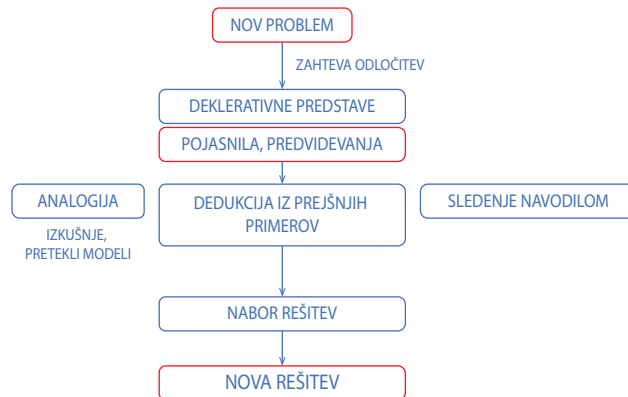 NOV PROBLEM
ZAHTEVA ODLOČITEV
DEKLERATIVNE PREDSTAVE
POJASNILA, PREDVIDEVANJA
ANALOGIJA
IZKUŠNJE,
PRETEKLI MODELI
DEDUKCIJA IZ PREJŠNJIH
PRIMEROV
SLEDENJE NAVODILOM
NABOR REŠITEV
NOVA REŠITEV